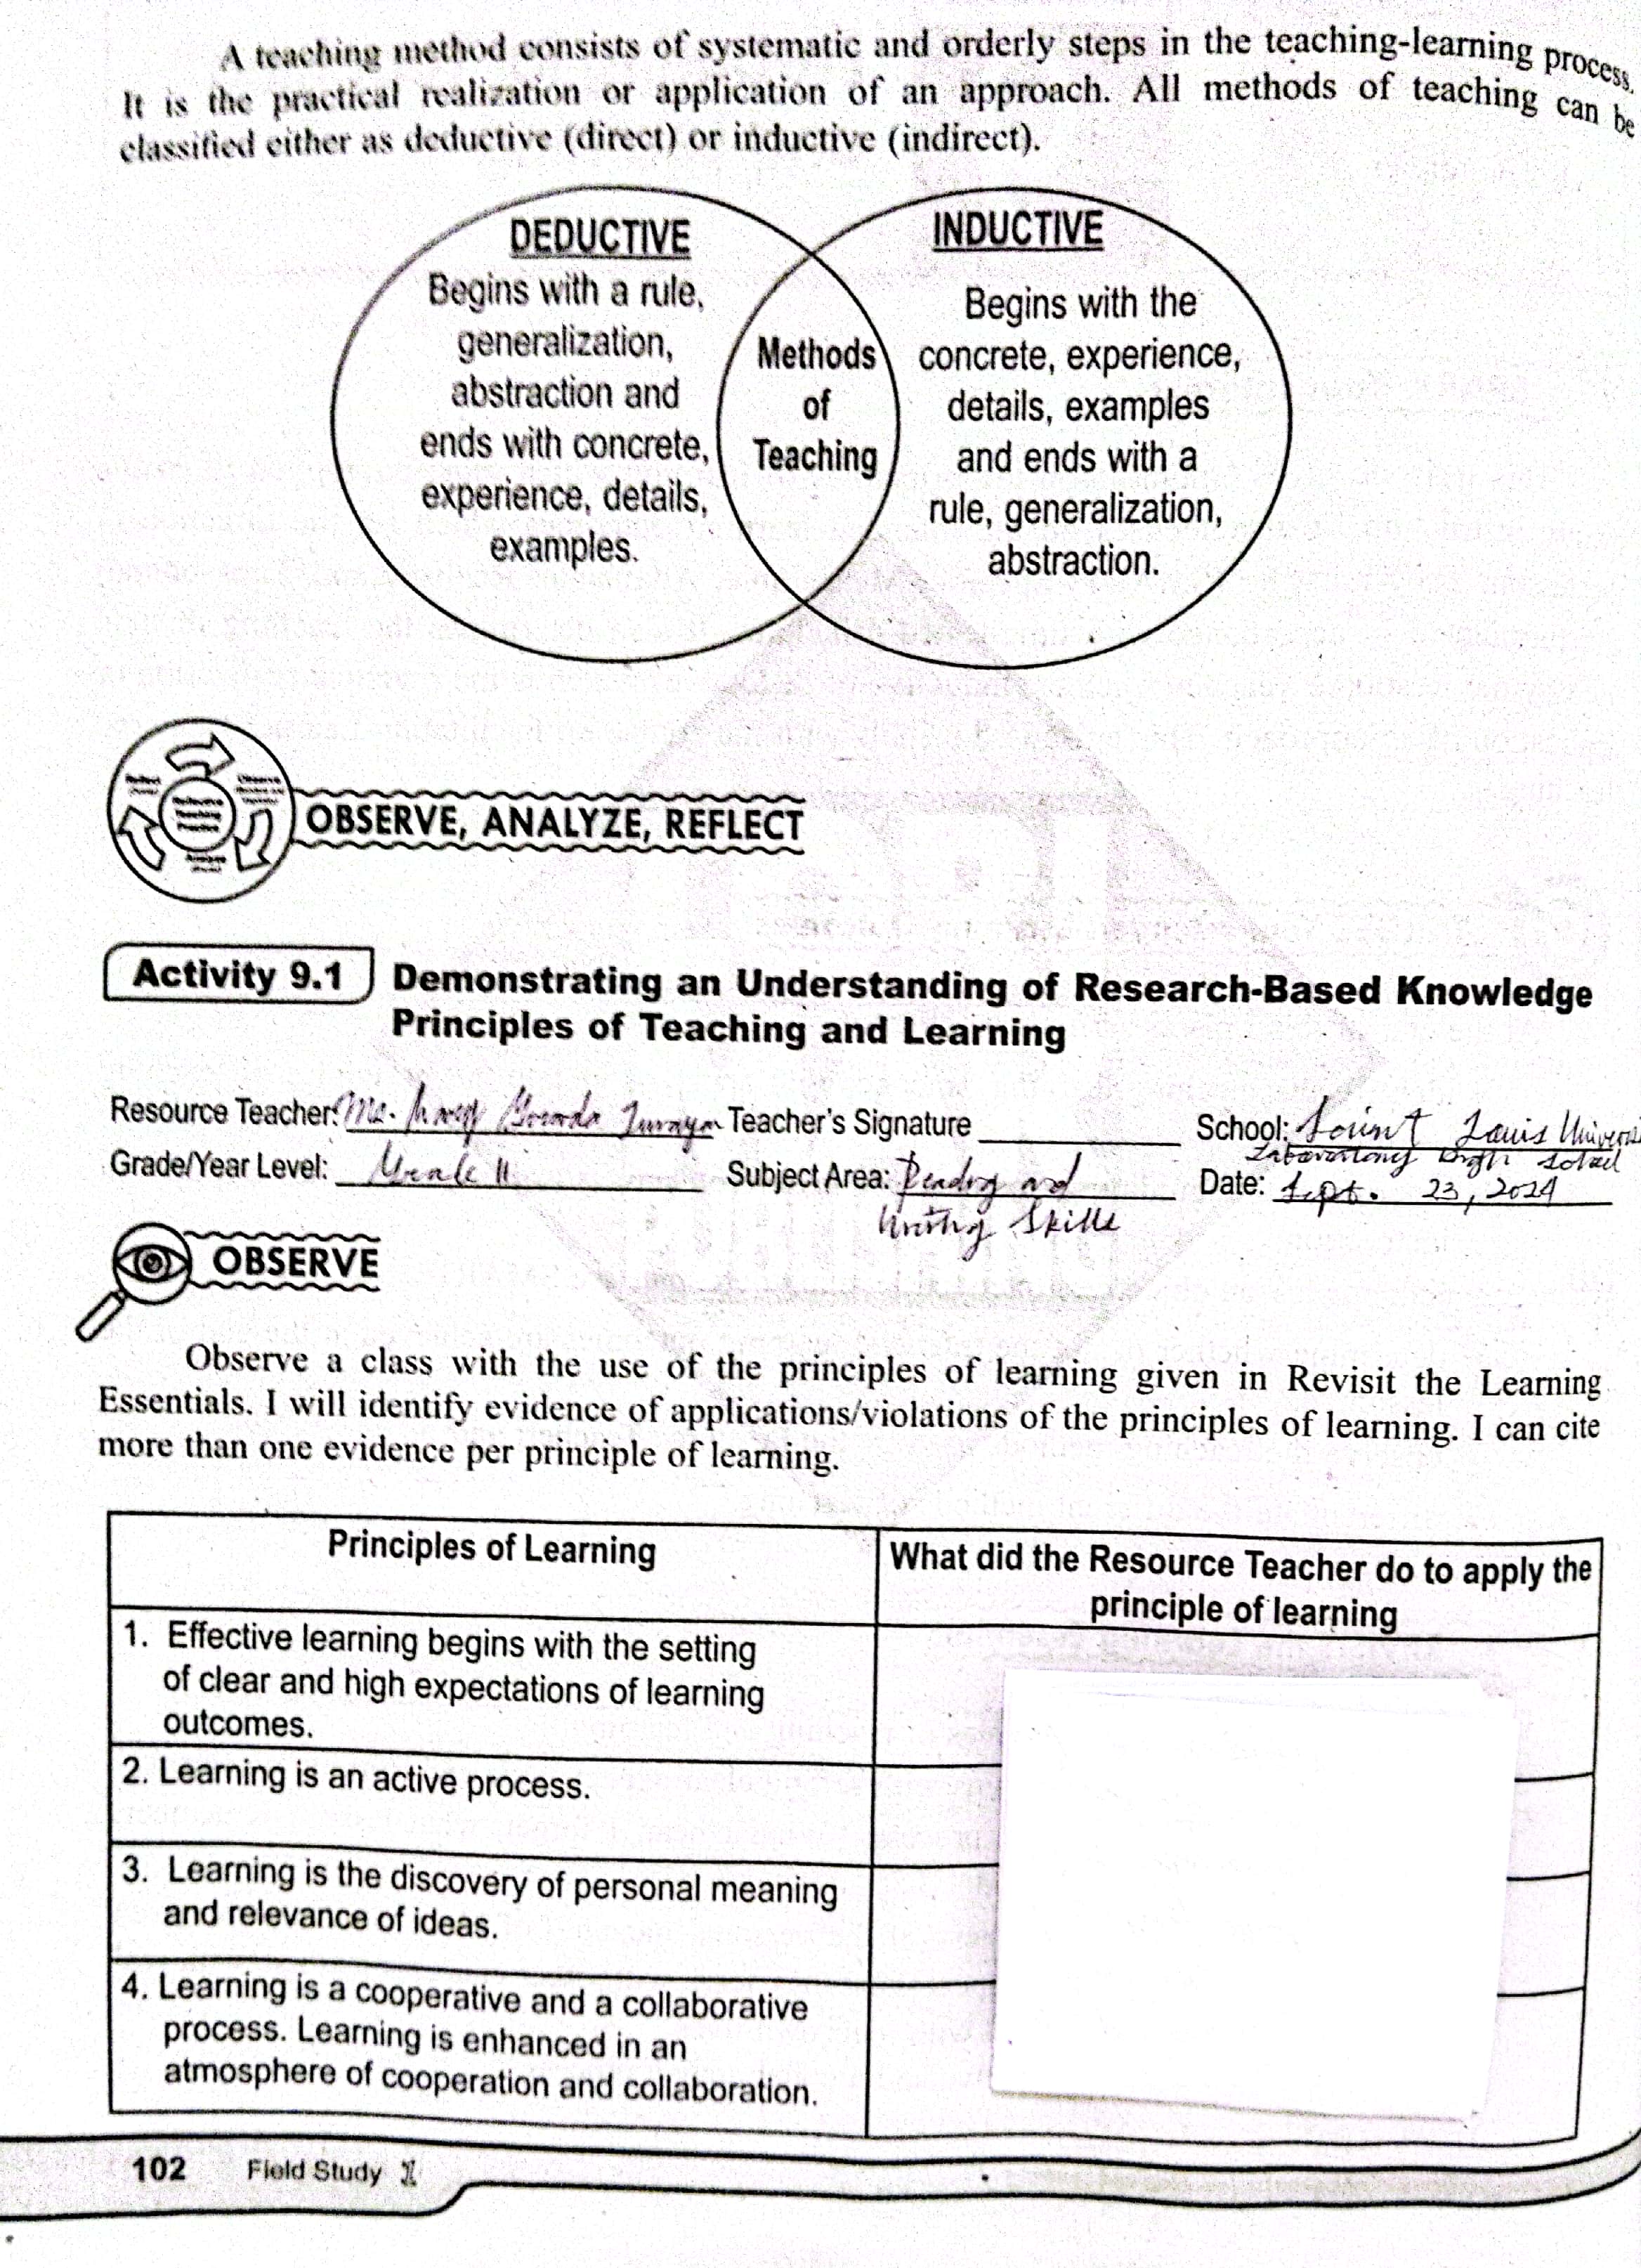 A teaching method consists of systematic and orderly steps in the teaching-learning process.
It is the practical realization or application of an approach. All methods of teaching can be
classified either as deductive (direct) or inductive (indirect).
DEDUCTIVE
Begins with a rule,
generalization,
abstraction and
ends with concrete,
experience, details,
examples.
Methods
of
Teaching
INDUCTIVE
Begins with the
concrete, experience,
details, examples
and ends with a
rule, generalization,
abstraction.
Reflect
Observe
Reflective
Teaching
OBSERVE, ANALYZE, REFLECT
Activity 9.1 Demonstrating an Understanding of Research-Based Knowledge
Principles of Teaching and Learning
Resource Teacher: Ms. Teacher's Signature School: Saint Louis
Laboratory High School
Grade/Year Level: Grade 11 Subject Area: Reading and Date: Sept. 23, 2024
Writing Skills
OBSERVE
Observe a class with the use of the principles of learning given in Revisit the Learning
Essentials. I will identify evidence of applications/violations of the principles of learning. I can cite
more than one evidence per principle of learning.
Principles of Learning
What did the Resource Teacher do to apply the
principle of learning
1. Effective learning begins with the setting
of clear and high expectations of learning
outcomes.
2. Learning is an active process.
3. Learning is the discovery of personal meaning
and relevance of ideas.
4. Learning is a cooperative and a collaborative
process. Learning is enhanced in an
atmosphere of cooperation and collaboration.
102 Field Study